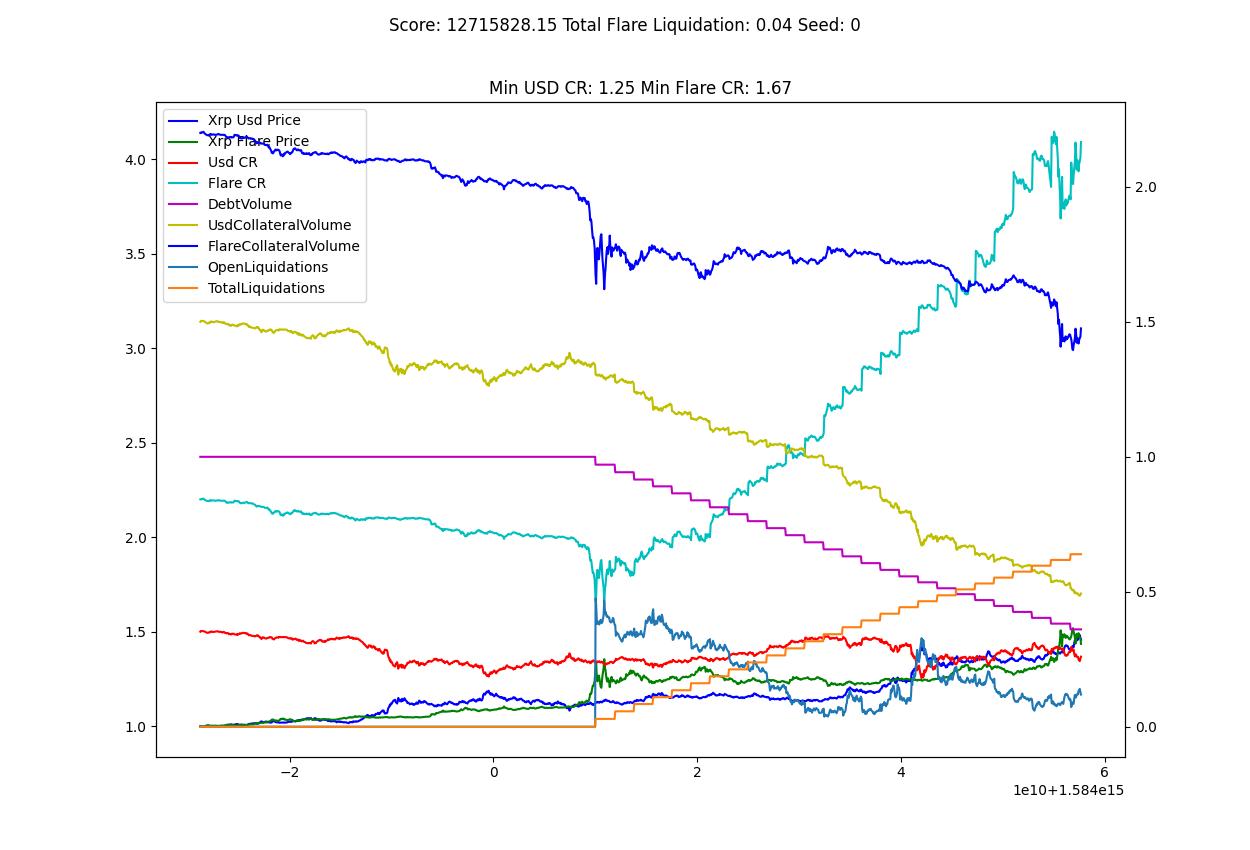 Score: 12715828.15 Total Flare Liquidation: 0.04 Seed: 0
Min USD CR: 1.25 Min Flare CR: 1.67
Xrp Usd Price
Xrp Flare Price
Usd CR
Flare CR
DebtVolume
UsdCollateralVolume
FlareCollateralVolume
OpenLiquidations
TotalLiquidations
4.0
3.5
3.0
2.5
2.0
1.5
1.0
2.0
1.5
1.0
0.5
0.0
−2
0
2
4
6
1e10+1.584e15